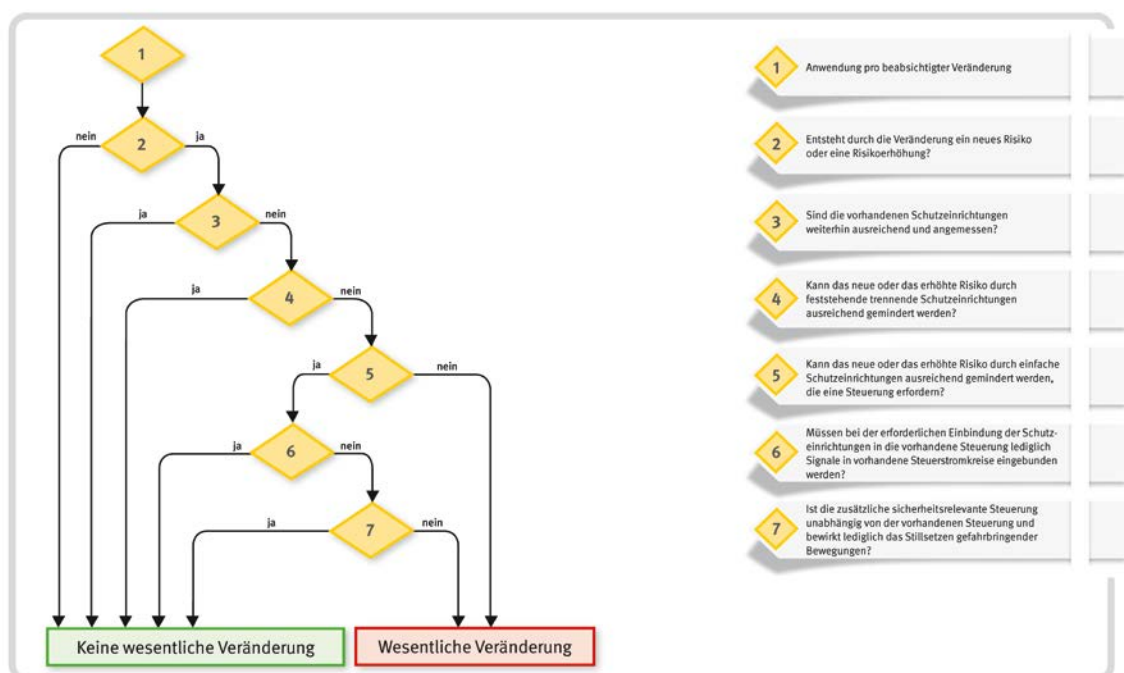 1
2
nein
ja
3
ja
nein
4
ja
nein
5
ja
nein
6
ja
nein
7
ja
nein
Keine wesentliche Veränderung
Wesentliche Veränderung
1
Anwendung pro beabsichtigter Veränderung
2
Entsteht durch die Veränderung ein neues Risiko
oder eine Risikoerhöhung?
3
Sind die vorhandenen Schutzeinrichtungen
weiterhin ausreichend und angemessen?
4
Kann das neue oder das erhöhte Risiko durch
feststehende trennende Schutzeinrichtungen
ausreichend gemindert werden?
5
Kann das neue oder das erhöhte Risiko durch einfache
Schutzeinrichtungen ausreichend gemindert werden,
die eine Steuerung erfordern?
6
Müssen bei der erforderlichen Einbindung der Schutz-
einrichtungen in die vorhandene Steuerung lediglich
Signale in vorhandene Steuerstromkreise eingebunden
werden?
7
Ist die zusätzliche sicherheitsrelevante Steuerung
unabhängig von der vorhandenen Steuerung und
bewirkt lediglich das Stillsetzen gefahrbringender
Bewegungen?